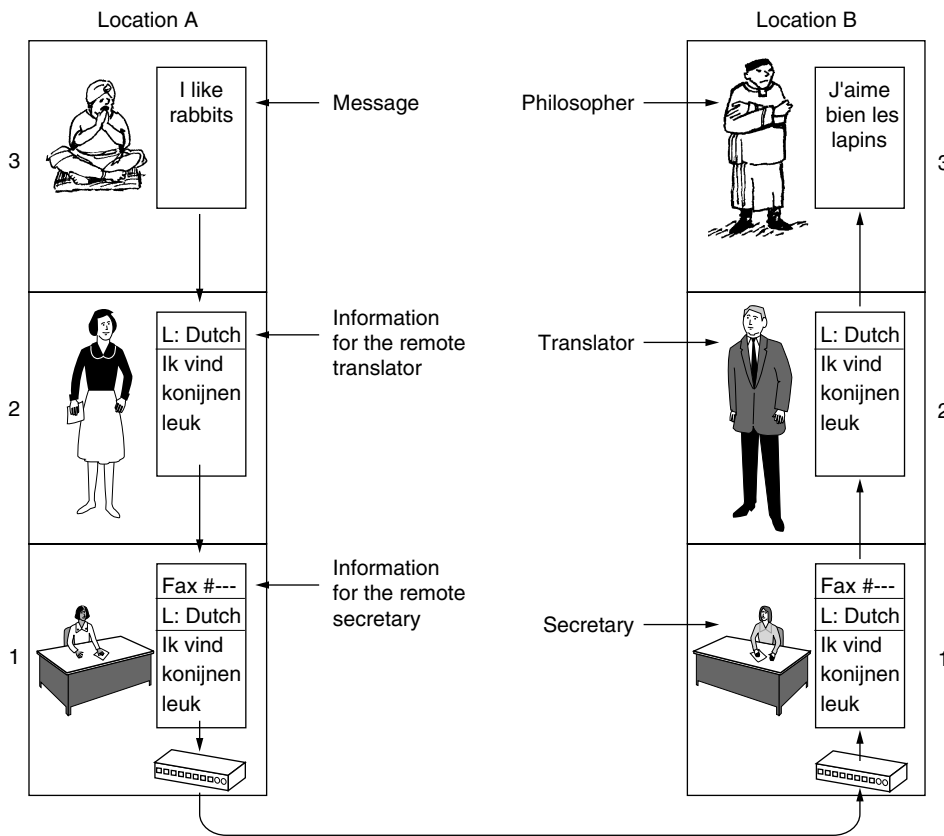 Location A
Location B
I like
rabbits
Message
Philosopher
J'aime
bien les
lapins
3
3
L: Dutch
Ik vind
konijnen
leuk
Information
for the remote
translator
Translator
L: Dutch
Ik vind
konijnen
leuk
2
2
Fax #---
L: Dutch
Ik vind
konijnen
leuk
Information
for the remote
secretary
Secretary
Fax #---
L: Dutch
Ik vind
konijnen
leuk
1
1